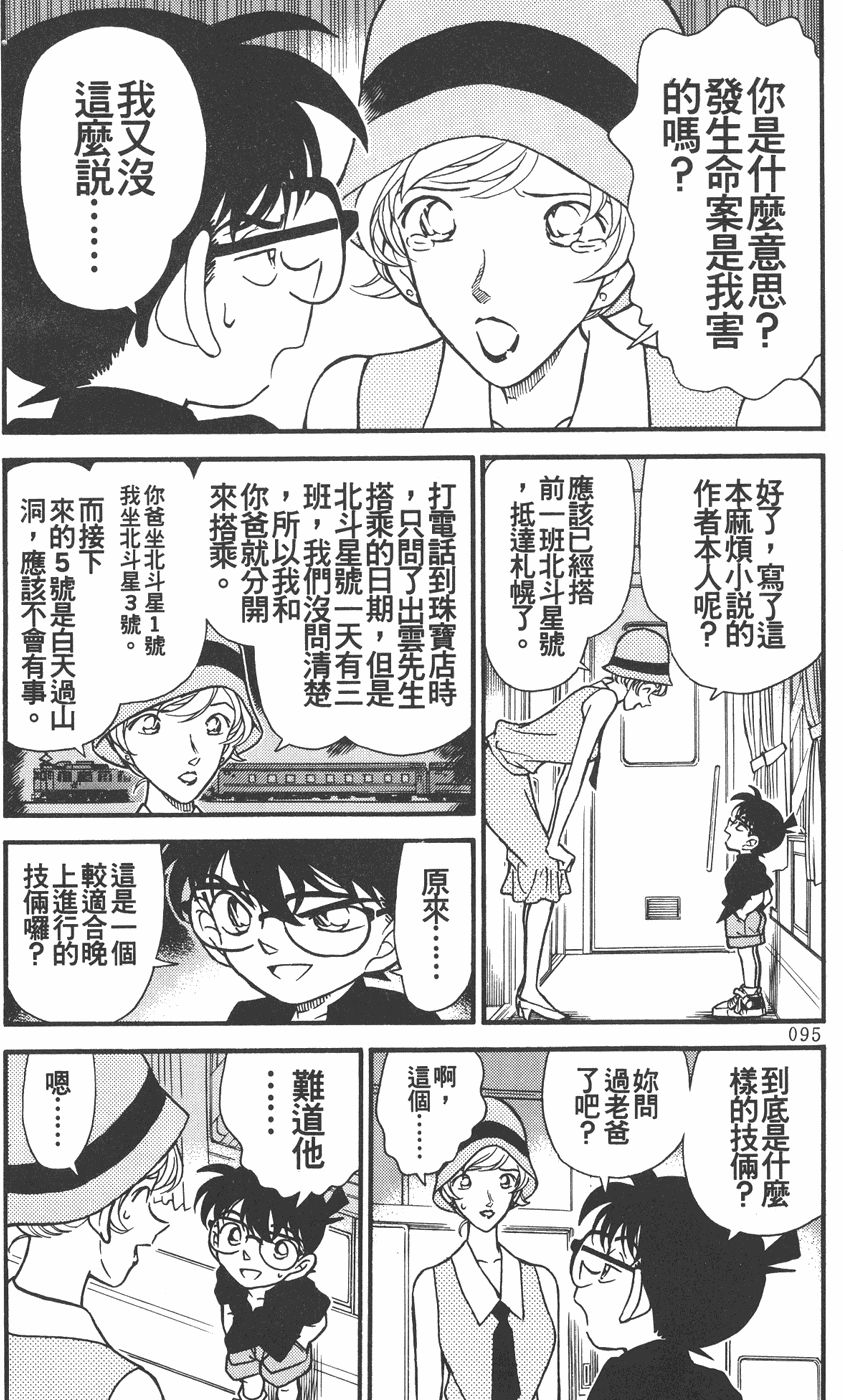 你是什麼意思？
發生命案是我害
的嗎？
我又沒
這麼說……
好了，寫了這
本麻煩小說的
作者本人呢？
應該已經搭
前一班北斗星號
，抵達札幌了。
打電話到珠寶店時
，只問了出雲先生
搭乘的日期，但是
北斗星號一天有三
班，我們沒問清楚
，所以我和
你爸就分開
來搭乘。
你爸坐北斗星1號
我坐北斗星3號。
而接下
來的5號是白天過山
洞，應該不會有事。
原來……
這是一個
較適合晚
上進行的
技倆囉？
095
到底是什麼
樣的技倆？
妳問
過老爸
了吧？
啊，
這個……
難道他
……
嗯……